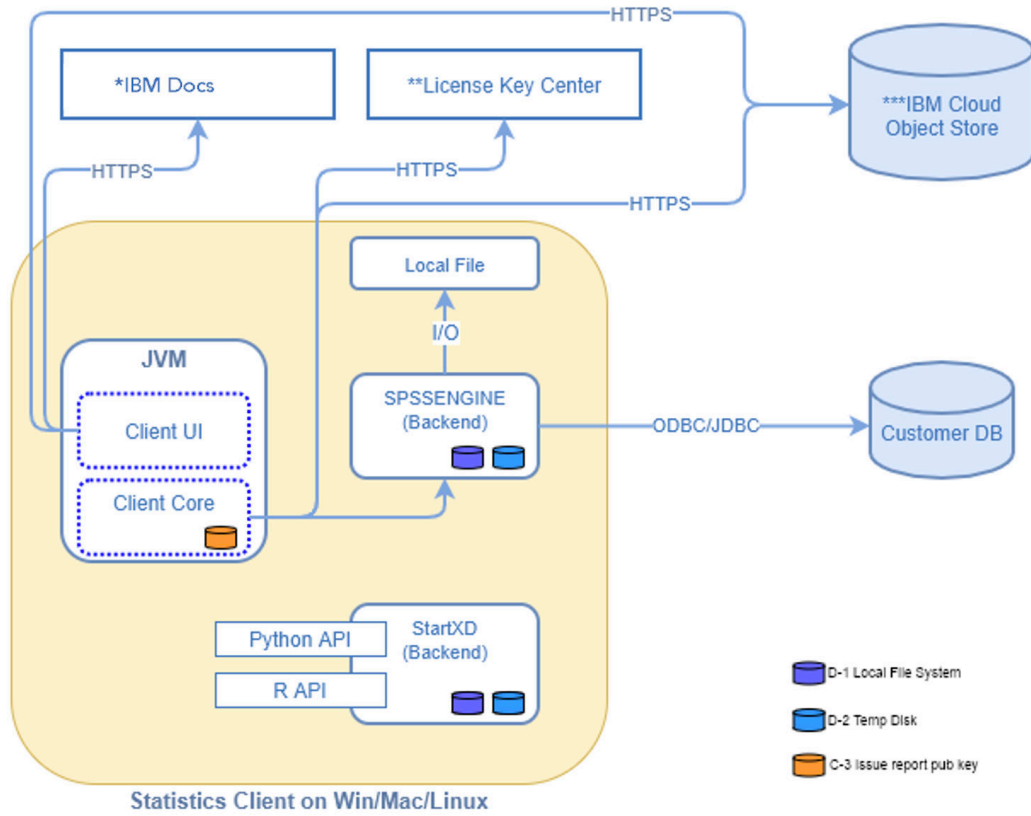 HTTPS
*IBM Docs
**License Key Center
***IBM Cloud
Object Store
HTTPS
HTTPS
HTTPS
Local File
I/O
JVM
SPSSENGINE
(Backend)
Client UI
ODBC/JDBC
Customer DB
Client Core
StartXD
(Backend)
Python API
R API
D-1 Local File System
D-2 Temp Disk
C-3 Issue report pub key
Statistics Client on Win/Mac/Linux